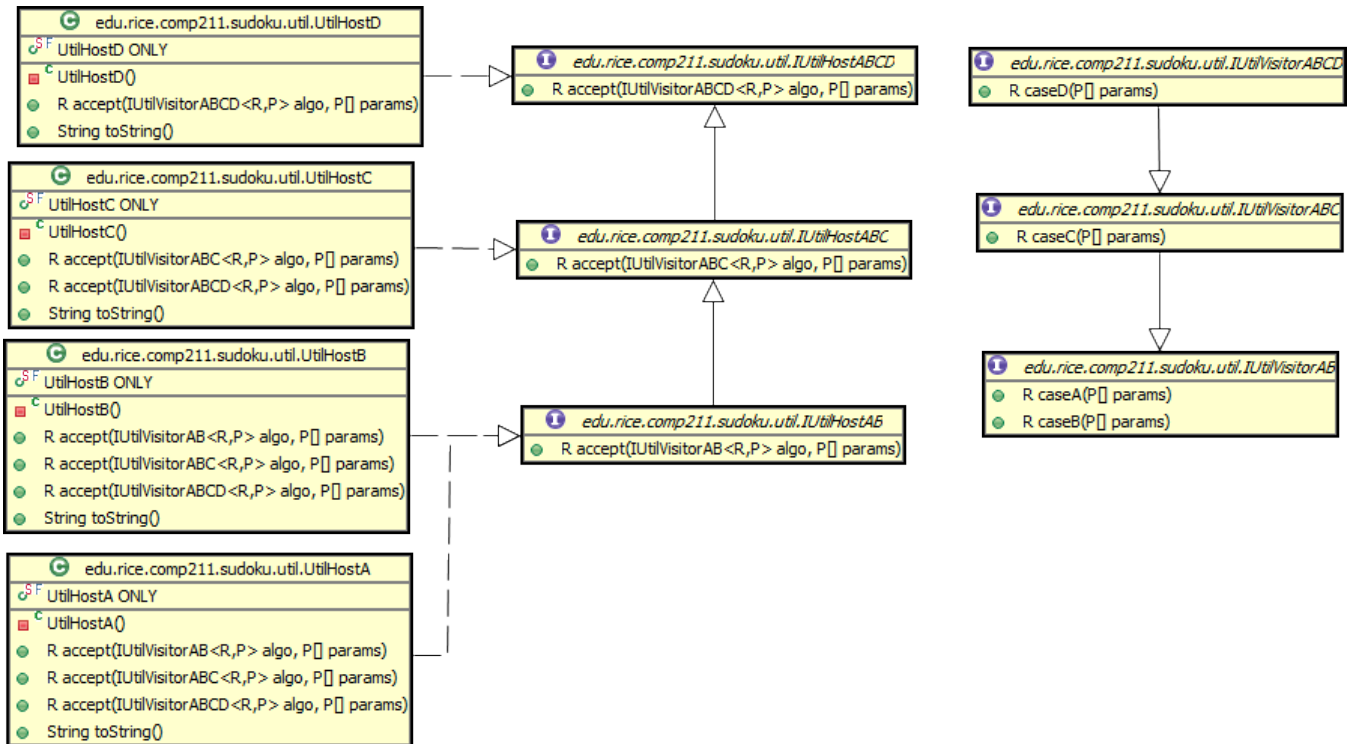 edu.rice.comp211.sudoku.util.UtilHostD
UtilHostD ONLY
UtilHostD()
R accept(IUtilVisitorABCD<R,P> algo, P[] params)
String toString()
edu.rice.comp211.sudoku.util.IUtilHostABCD
R accept(IUtilVisitorABCD<R,P> algo, P[] params)
edu.rice.comp211.sudoku.util.IUtilVisitorABCD
R caseD(P[] params)
edu.rice.comp211.sudoku.util.UtilHostC
UtilHostC ONLY
UtilHostC()
R accept(IUtilVisitorABC<R,P> algo, P[] params)
R accept(IUtilVisitorABCD<R,P> algo, P[] params)
String toString()
edu.rice.comp211.sudoku.util.IUtilHostABC
R accept(IUtilVisitorABC<R,P> algo, P[] params)
edu.rice.comp211.sudoku.util.IUtilVisitorABC
R caseC(P[] params)
edu.rice.comp211.sudoku.util.UtilHostB
UtilHostB ONLY
UtilHostB()
R accept(IUtilVisitorAB<R,P> algo, P[] params)
R accept(IUtilVisitorABC<R,P> algo, P[] params)
R accept(IUtilVisitorABCD<R,P> algo, P[] params)
String toString()
edu.rice.comp211.sudoku.util.IUtilHostAB
R accept(IUtilVisitorAB<R,P> algo, P[] params)
edu.rice.comp211.sudoku.util.IUtilVisitorAB
R caseA(P[] params)
R caseB(P[] params)
edu.rice.comp211.sudoku.util.UtilHostA
UtilHostA ONLY
UtilHostA()
R accept(IUtilVisitorAB<R,P> algo, P[] params)
R accept(IUtilVisitorABC<R,P> algo, P[] params)
R accept(IUtilVisitorABCD<R,P> algo, P[] params)
String toString()